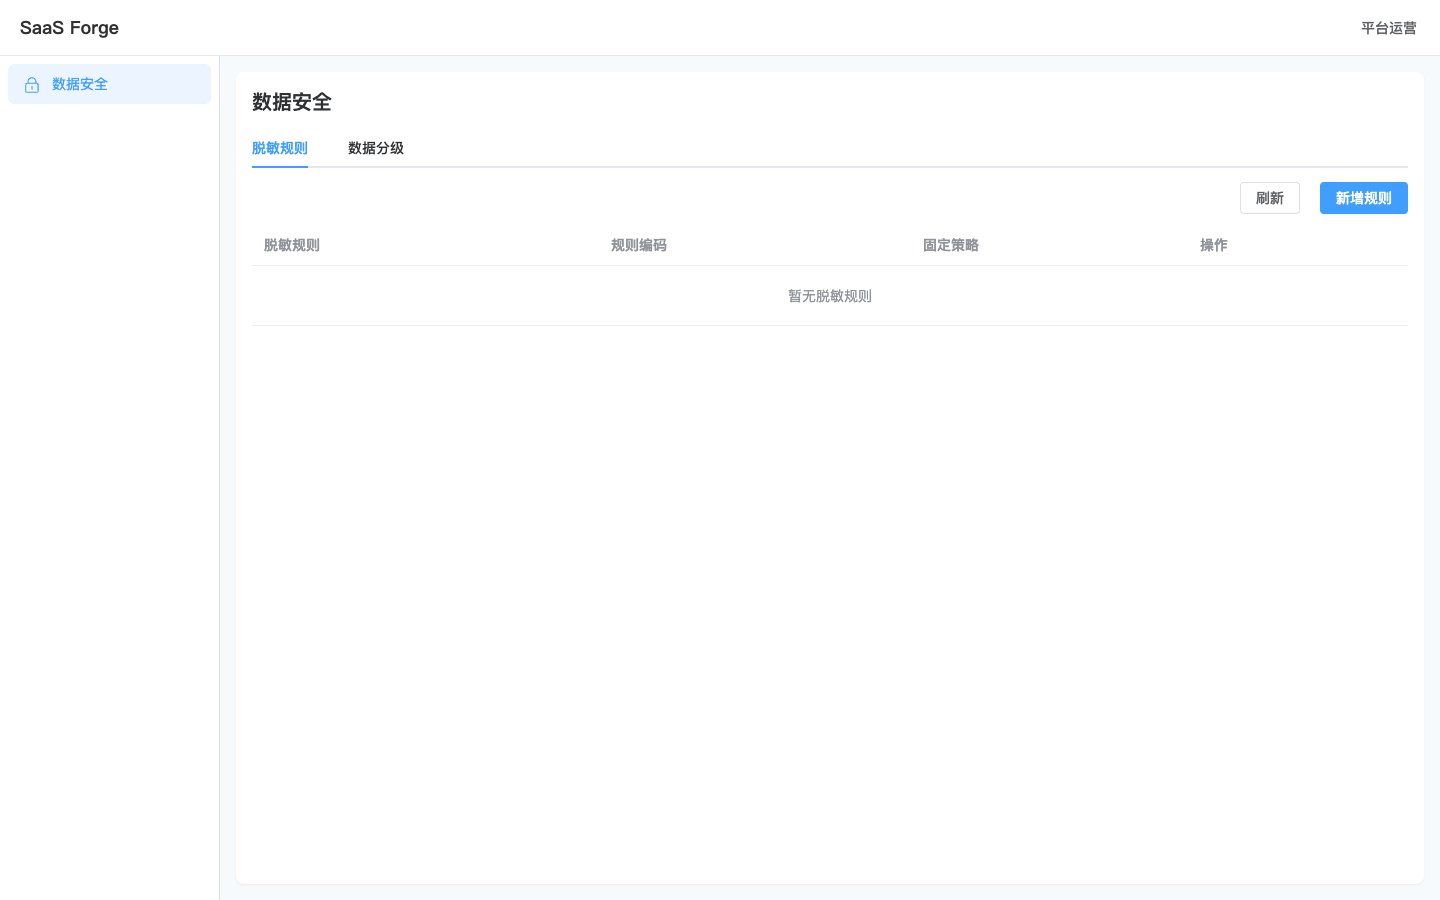 SaaS Forge
平台运营
数据安全
数据安全
脱敏规则 数据分级
刷新 新增规则
脱敏规则 规则编码 固定策略 操作
暂无脱敏规则